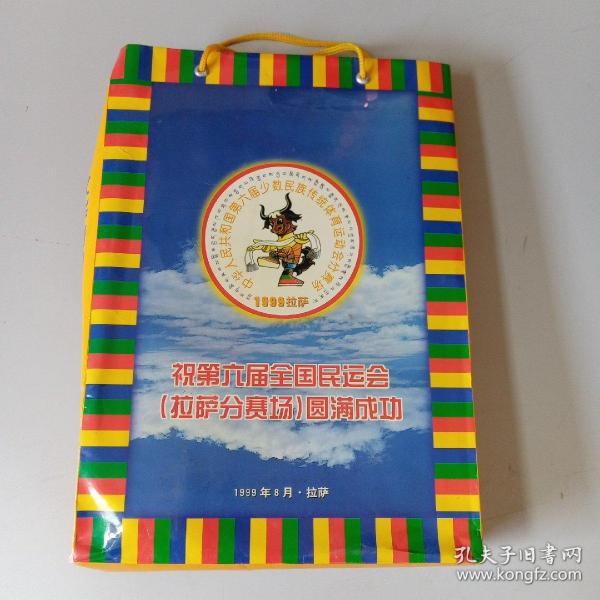 中华人民共和国第六届少数民族传统体育运动会分赛场
1999拉萨
祝第六届全国民运会
(拉萨分赛场)圆满成功
1999年8月·拉萨
孔夫子旧书网
www.kongfz.com